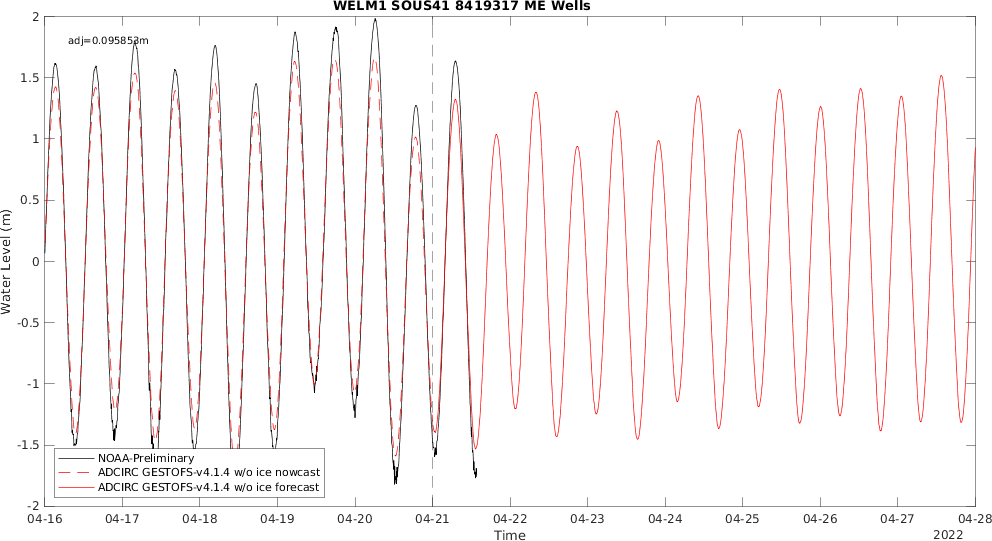 WELM1 SOUS41 8419317 ME Wells
adj=0.095853m
2
1.5
1
0.5
0
-0.5
-1
-1.5
-2
Water Level (m)
NOAA-Preliminary
ADCIRC GESTOFS-v4.1.4 w/o ice nowcast
ADCIRC GESTOFS-v4.1.4 w/o ice forecast
04-16 04-17 04-18 04-19 04-20 04-21 04-22 04-23 04-24 04-25 04-26 04-27 04-28
Time
2022